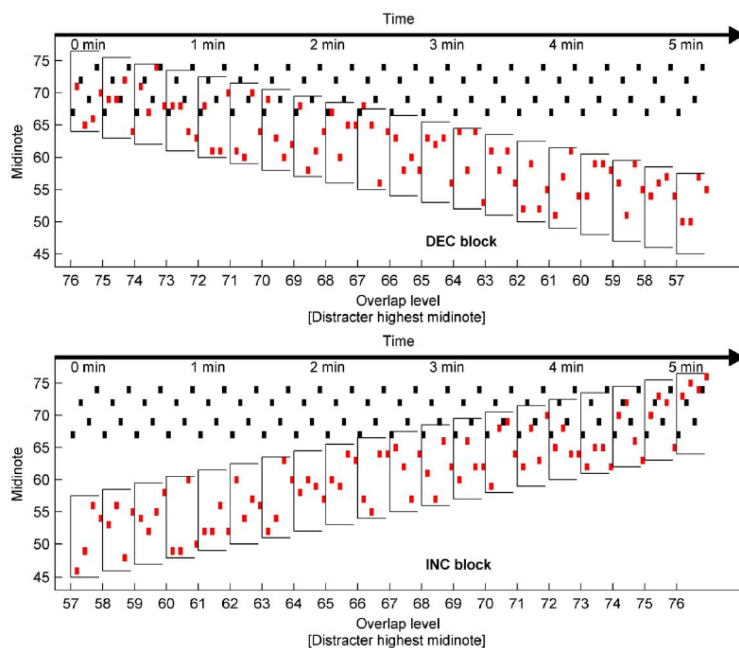 Time
0 min 1 min 2 min 3 min 4 min 5 min
75
70
65
60
55
50
45
Midinote
DEC block
76 75 74 73 72 71 70 69 68 67 66 65 64 63 62 61 60 59 58 57
Overlap level
[Distracter highest midinote]
Time
0 min 1 min 2 min 3 min 4 min 5 min
75
70
65
60
55
50
45
Midinote
INC block
57 58 59 60 61 62 63 64 65 66 67 68 69 70 71 72 73 74 75 76
Overlap level
[Distracter highest midinote]